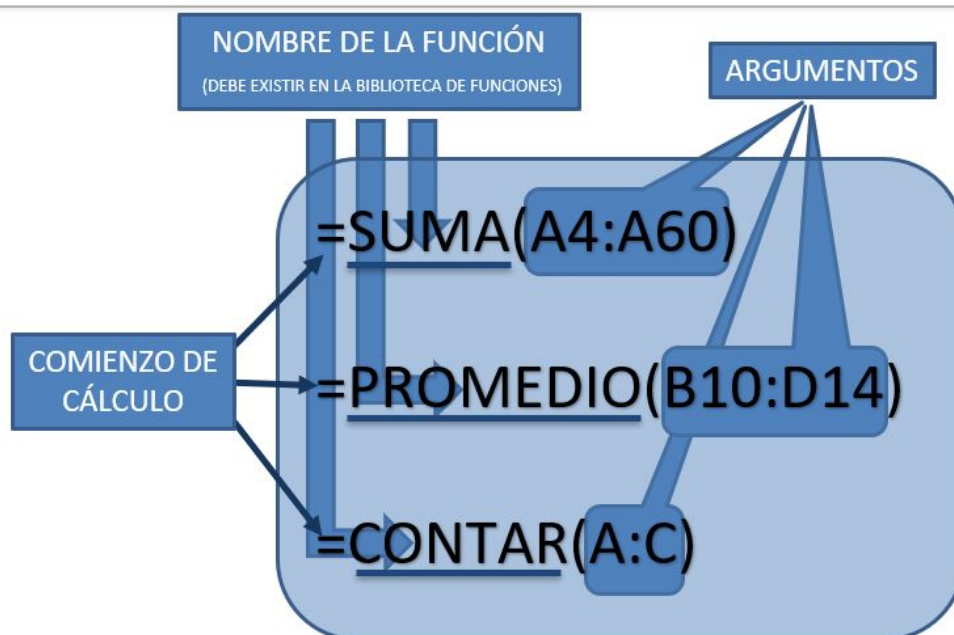 NOMBRE DE LA FUNCIÓN
(DEBE EXISTIR EN LA BIBLIOTECA DE FUNCIONES)
ARGUMENTOS
=SUMA(A4:A60)
COMIENZO DE
CÁLCULO
=PROMEDIO(B10:D14)
=CONTAR(A:C)